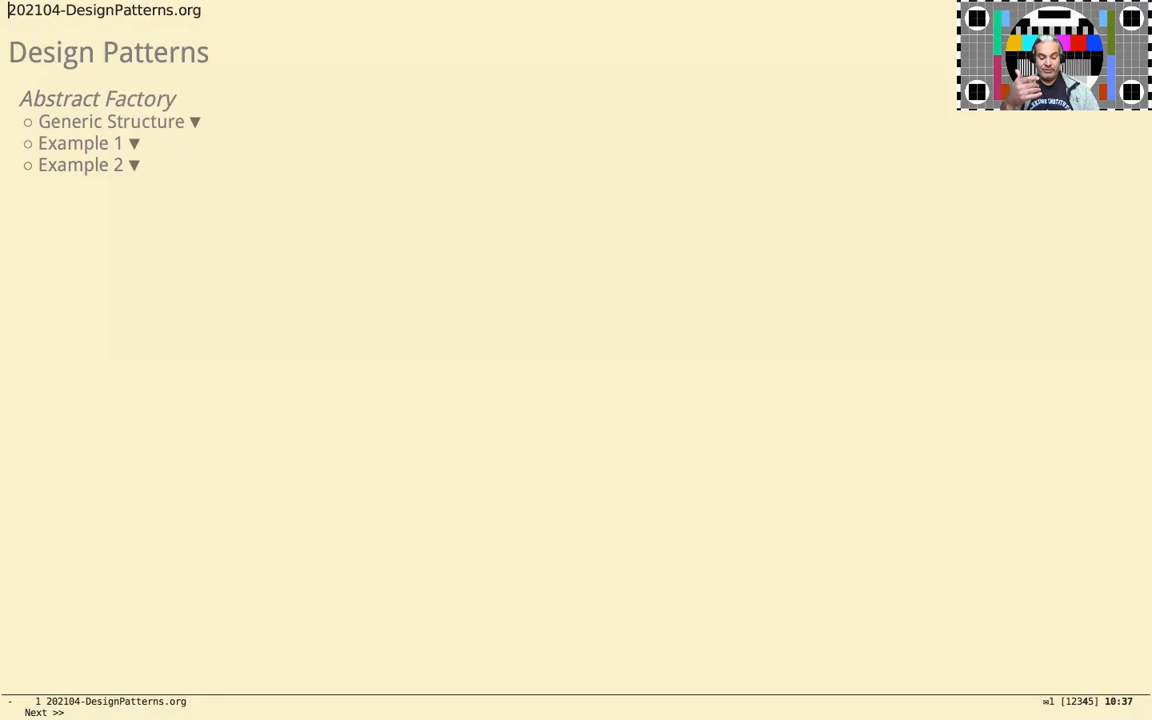 202104-DesignPatterns.org
Design Patterns
Abstract Factory
○ Generic Structure ▼
○ Example 1 ▼
○ Example 2 ▼
- 1 202104-DesignPatterns.org ✉1 [12345] 10:37
Next >>